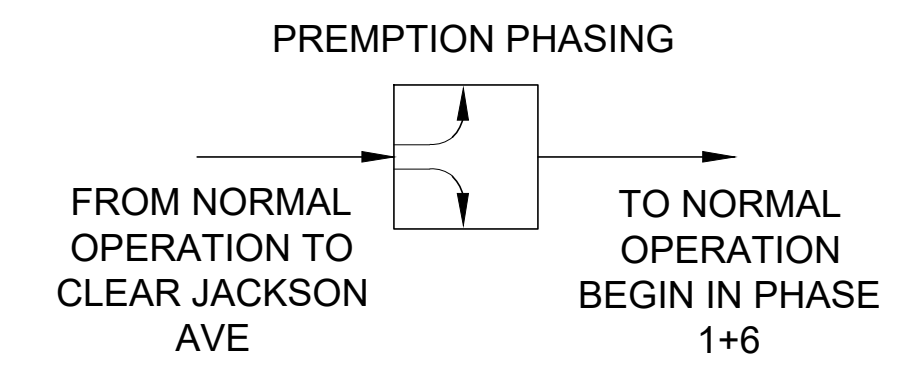 PREMPTION PHASING
FROM NORMAL
OPERATION TO
CLEAR JACKSON
AVE
TO NORMAL
OPERATION
BEGIN IN PHASE
1+6